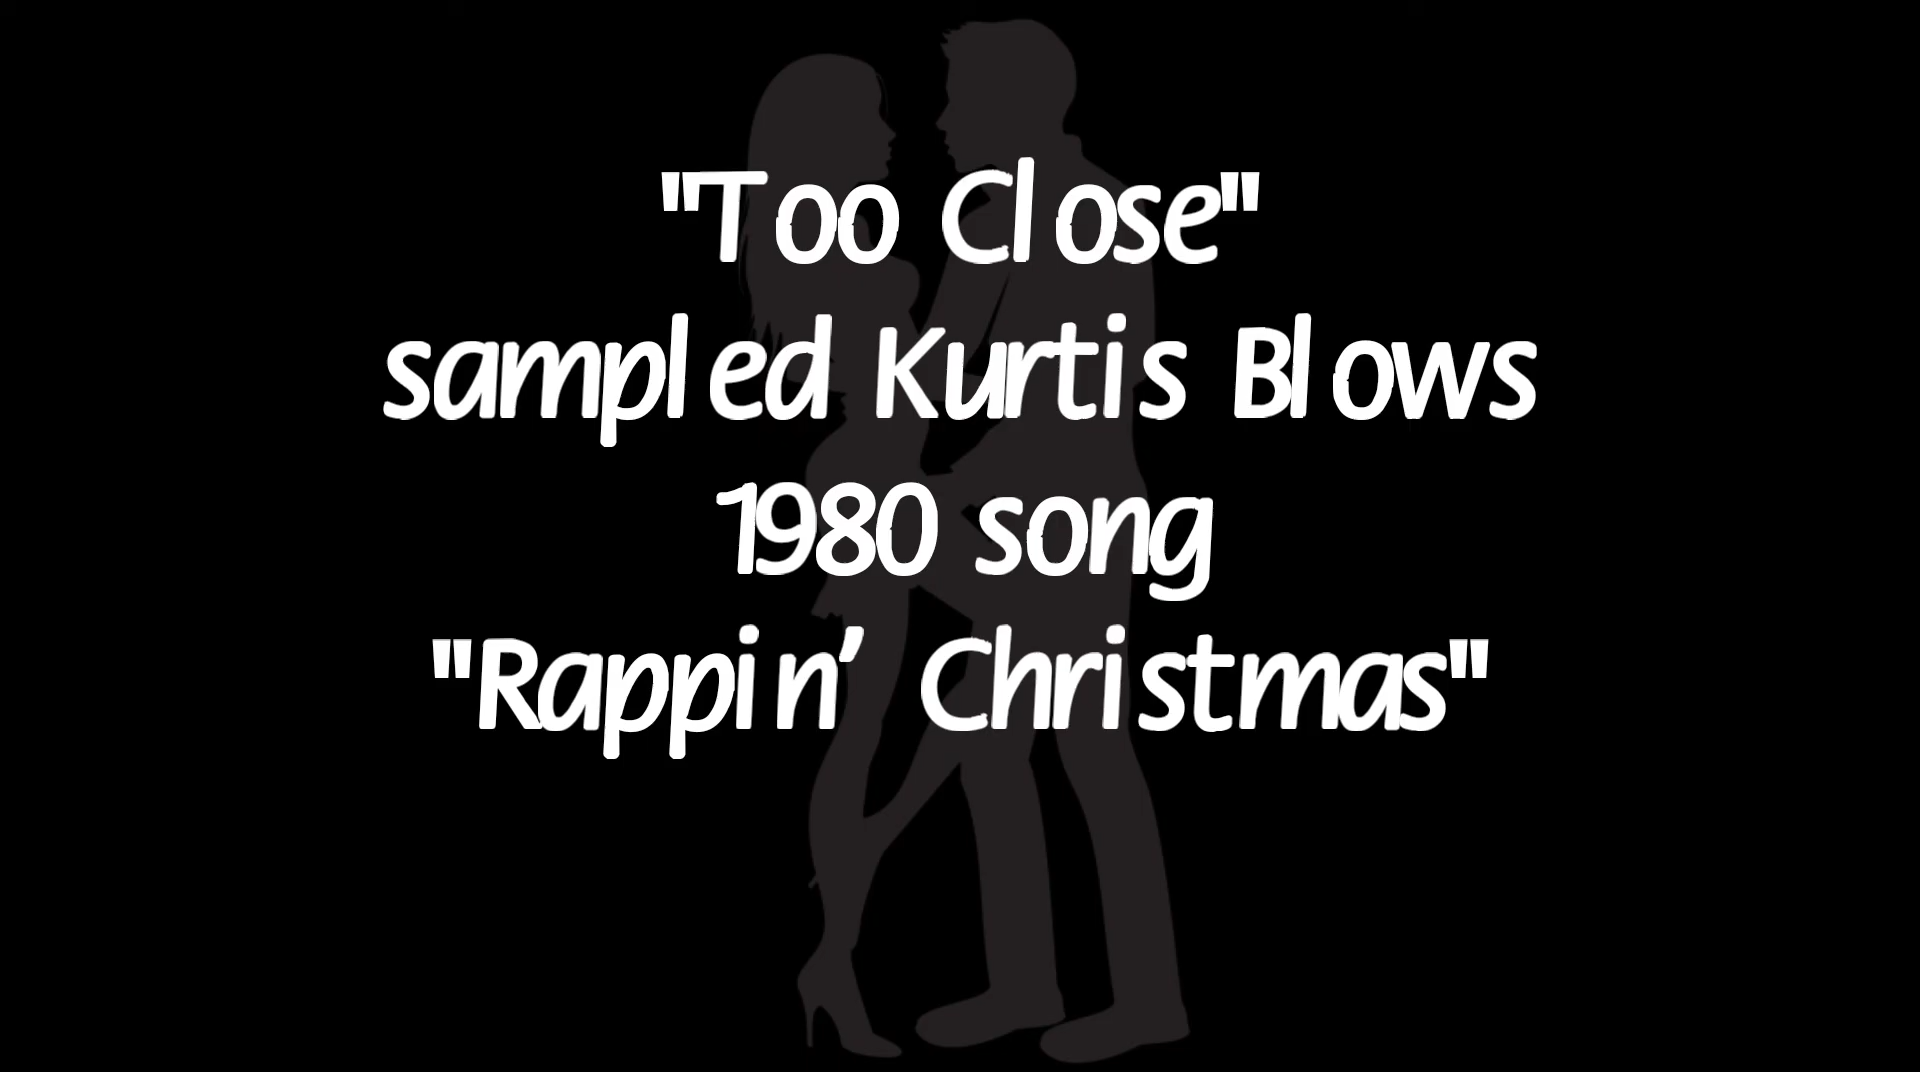 "Too Close"
sampled Kurtis Blows
1980 song
"Rappin’ Christmas"